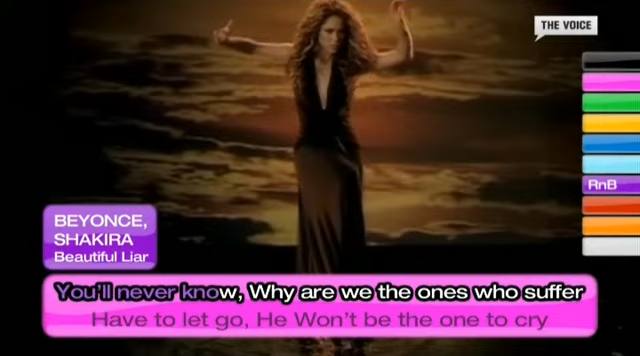 THE VOICE
RnB
BEYONCE,
SHAKIRA
Beautiful Liar
You'll never know, Why are we the ones who suffer
Have to let go, He Won't be the one to cry